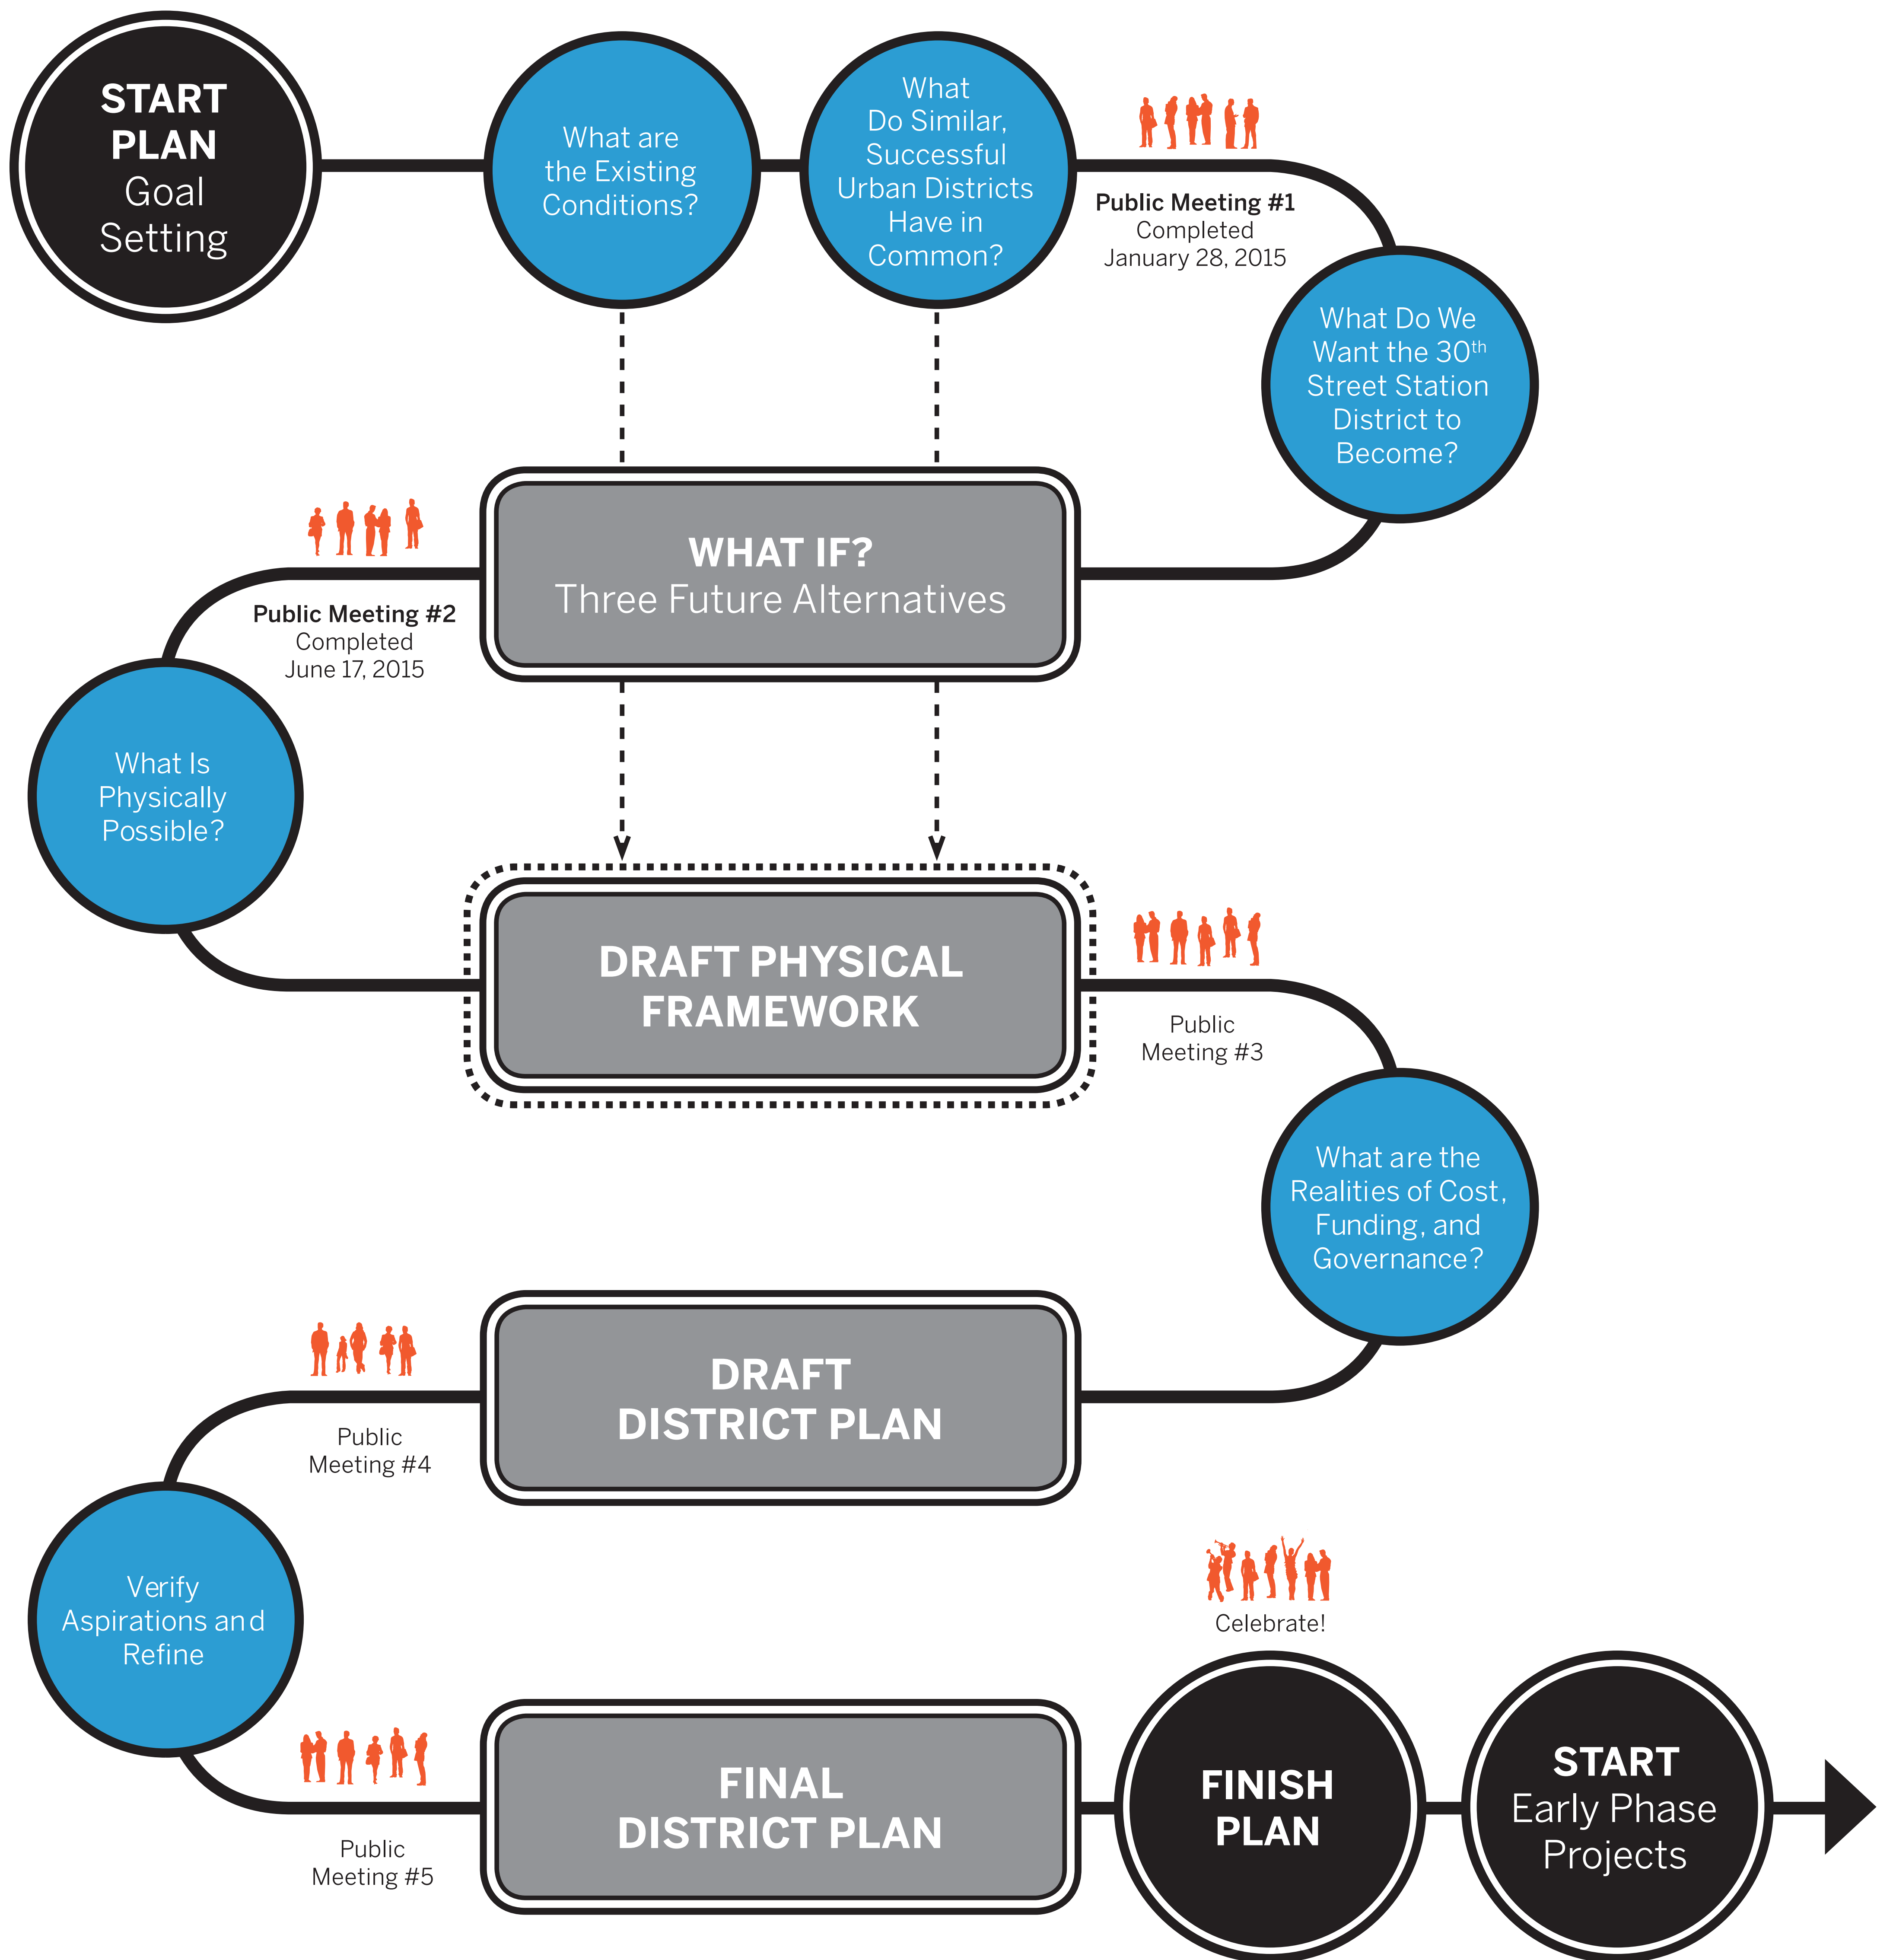 START
PLAN
Goal
Setting
What are
the Existing
Conditions?
What
Do Similar,
Successful
Urban Districts
Have in
Common?
Public Meeting #1
Completed
January 28, 2015
What Do We
Want the 30th
Street Station
District to
Become?
WHAT IF?
Three Future Alternatives
Public Meeting #2
Completed
June 17, 2015
What Is
Physically
Possible?
DRAFT PHYSICAL
FRAMEWORK
Public
Meeting #3
What are the
Realities of Cost,
Funding, and
Governance?
DRAFT
DISTRICT PLAN
Public
Meeting #4
Verify
Aspirations and
Refine
Public
Meeting #5
FINAL
DISTRICT PLAN
Celebrate!
FINISH
PLAN
START
Early Phase
Projects